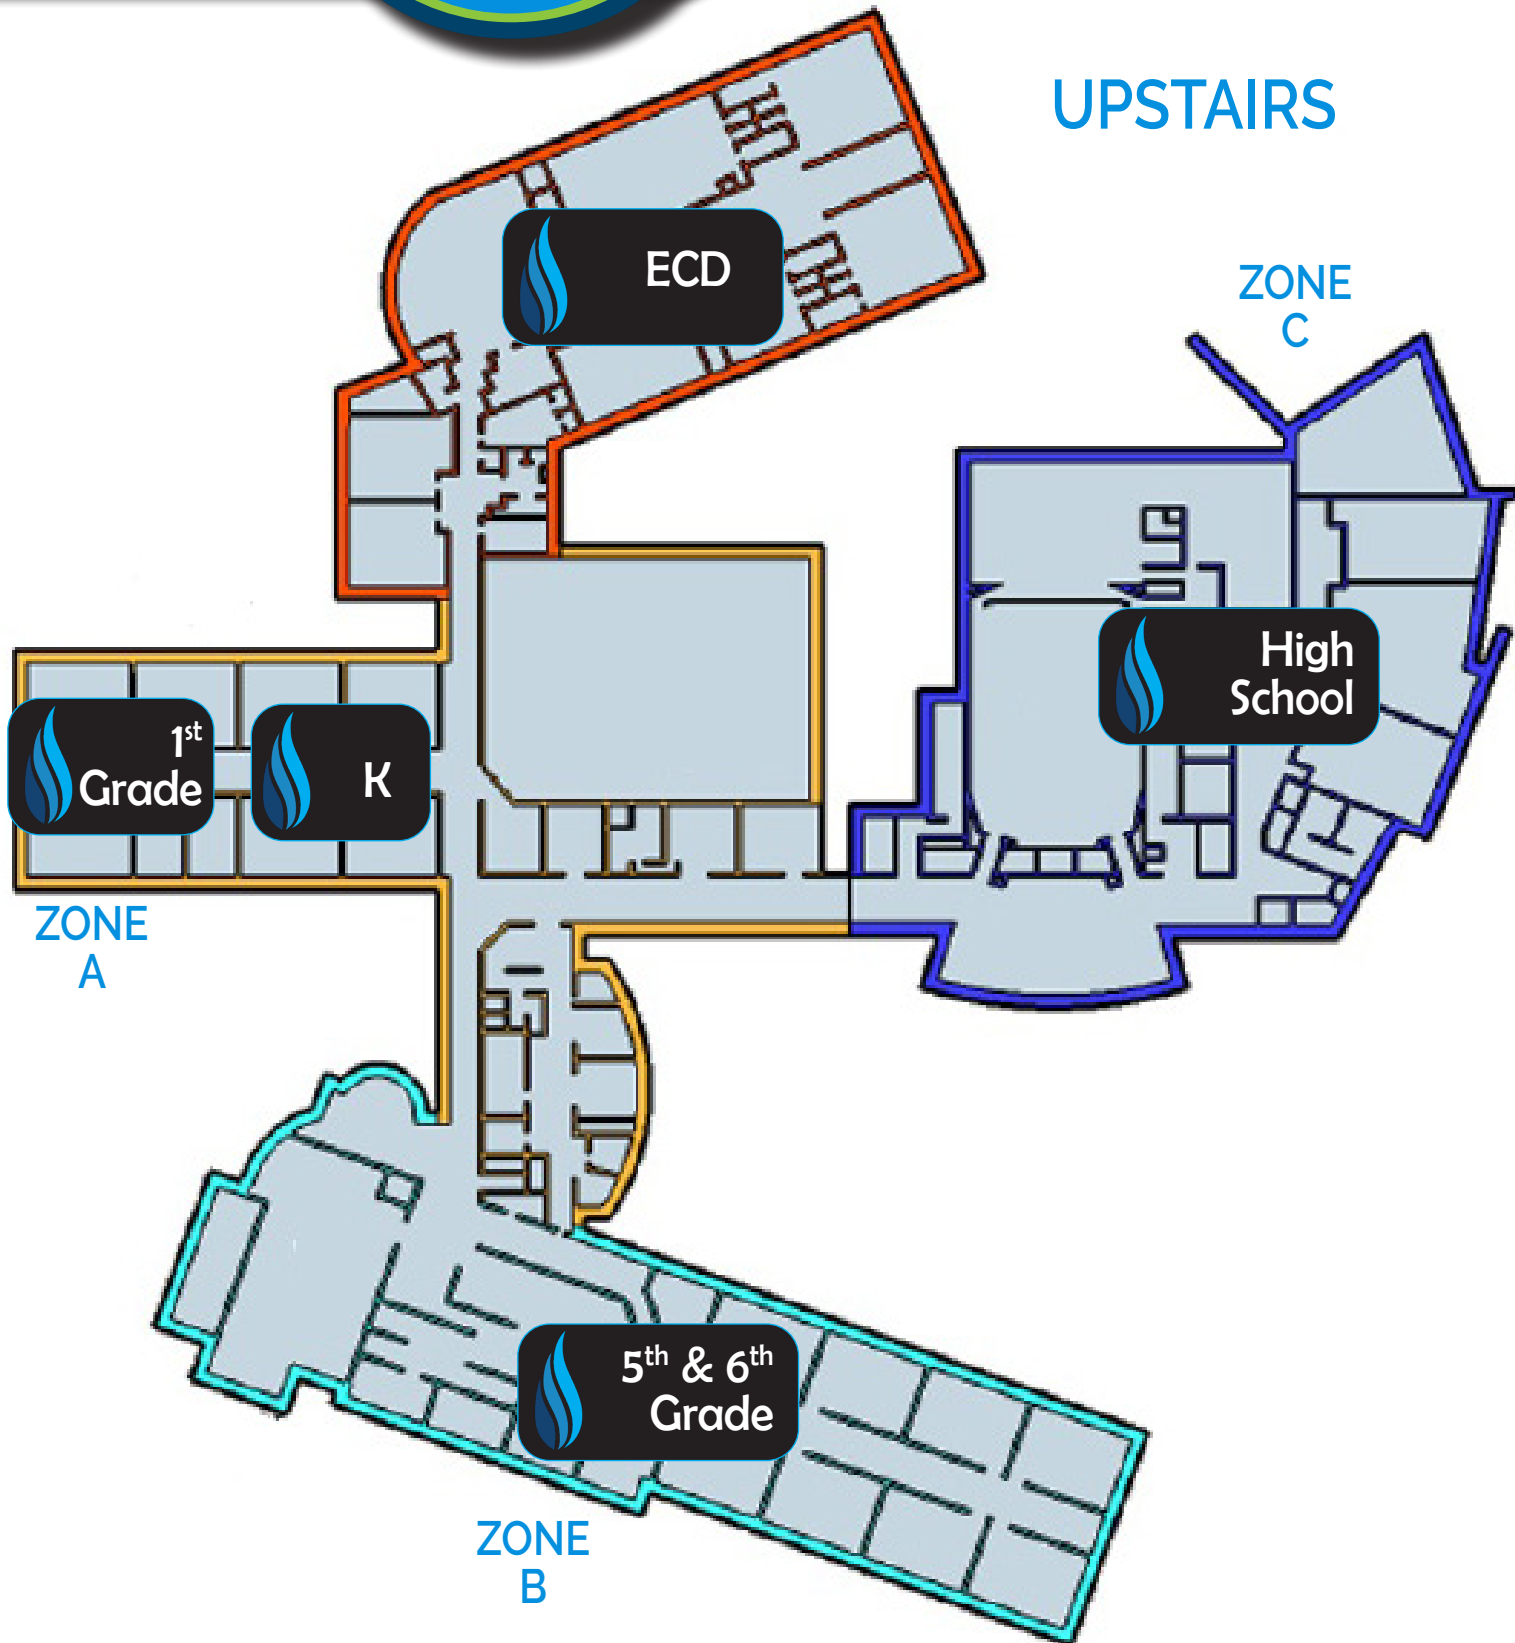 UPSTAIRS
ECD
ZONE
C
High
School
1st
Grade
K
ZONE
A
5th & 6th
Grade
ZONE
B